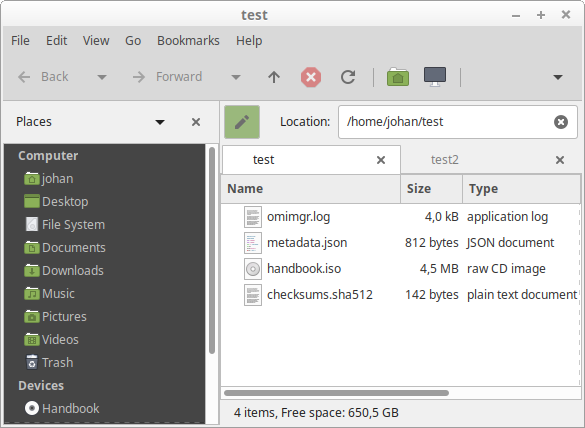 test
File Edit View Go Bookmarks Help
Back Forward
Places
Location: /home/johan/test
test test2
Computer
johan
Desktop
File System
Documents
Downloads
Music
Pictures
Videos
Trash
Devices
Handbook
Name Size Type
omimgr.log 4,0 kB application log
metadata.json 812 bytes JSON document
handbook.iso 4,5 MB raw CD image
checksums.sha512 142 bytes plain text document
4 items, Free space: 650,5 GB